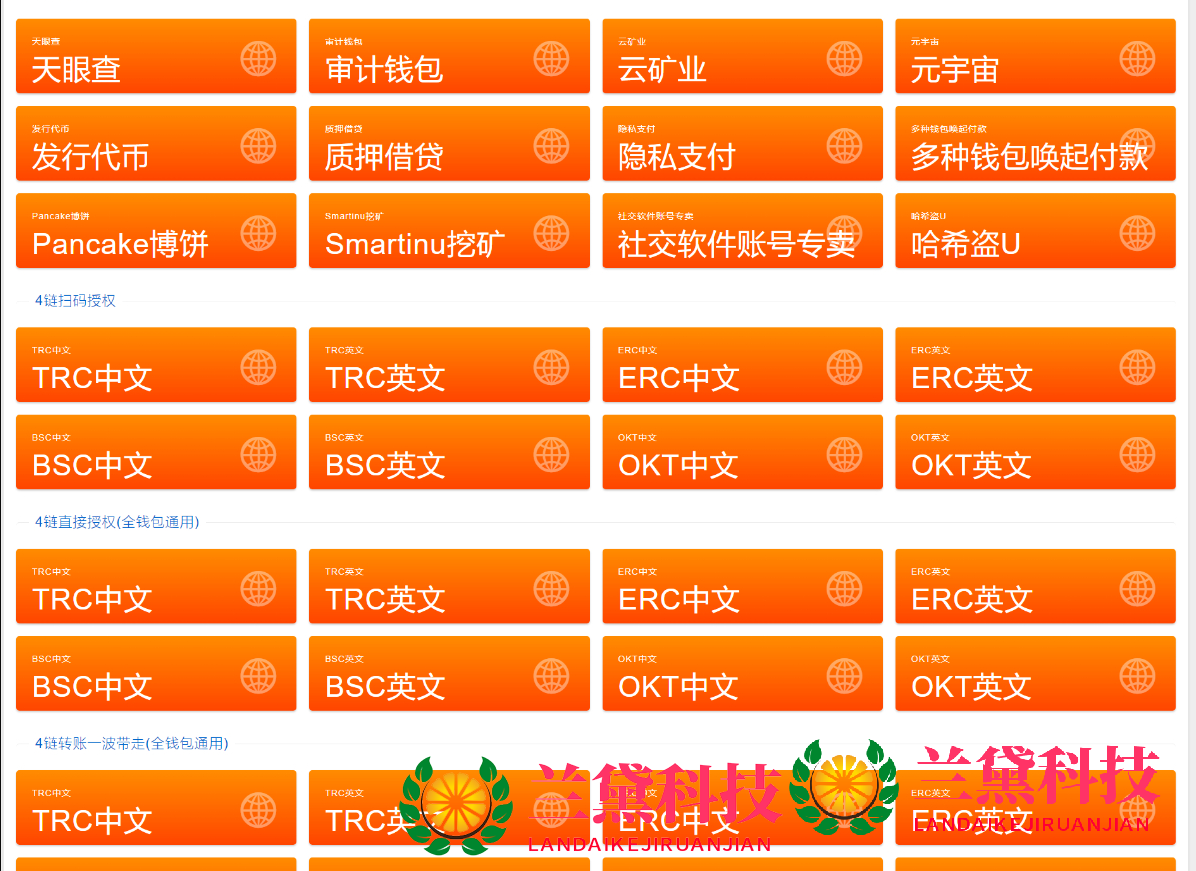 天眼查
天眼查
审计钱包
审计钱包
云矿业
云矿业
元宇宙
元宇宙
发行代币
发行代币
质押借贷
质押借贷
隐私支付
隐私支付
多种钱包唤起付款
多种钱包唤起付款
Pancake博饼
Pancake博饼
Smartinu挖矿
Smartinu挖矿
社交软件账号专卖
社交软件账号专卖
哈希盗U
哈希盗U
4链扫码授权
TRC中文
TRC中文
TRC英文
TRC英文
ERC中文
ERC中文
ERC英文
ERC英文
BSC中文
BSC中文
BSC英文
BSC英文
OKT中文
OKT中文
OKT英文
OKT英文
4链直接授权(全钱包通用)
TRC中文
TRC中文
TRC英文
TRC英文
ERC中文
ERC中文
ERC英文
ERC英文
BSC中文
BSC中文
BSC英文
BSC英文
OKT中文
OKT中文
OKT英文
OKT英文
4链转账一波带走(全钱包通用)
TRC中文
TRC中文
TRC英文
TRC英文
ERC中文
ERC中文
ERC英文
ERC英文
兰黛科技
LANDAIKEJIRUANJIAN
兰黛科技
LANDAIKEJIRUANJIAN